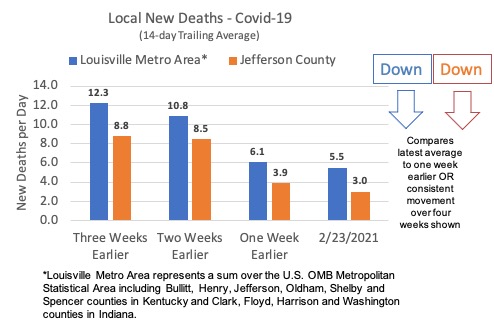 Local New Deaths - Covid-19
(14-day Trailing Average)
Louisville Metro Area* Jefferson County
Down Down
14.0
12.0
10.0
8.0
6.0
4.0
2.0
0.0
New Deaths per Day
12.3
8.8
10.8
8.5
6.1
3.9
5.5
3.0
Three Weeks
Earlier
Two Weeks
Earlier
One Week
Earlier
2/23/2021
Compares
latest average
to one week
earlier OR
consistent
movement
over four
weeks shown
*Louisville Metro Area represents a sum over the U.S. OMB Metropolitan
Statistical Area including Bullitt, Henry, Jefferson, Oldham, Shelby and
Spencer counties in Kentucky and Clark, Floyd, Harrison and Washington
counties in Indiana.